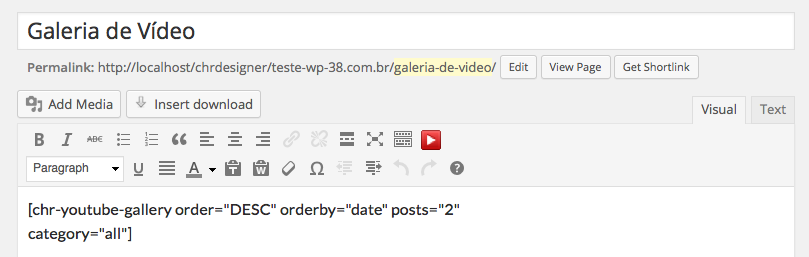 Galeria de Vídeo
Permalink: http://localhost/chrdesigner/teste-wp-38.com.br/galeria-de-video/ Edit View Page Get Shortlink
Add Media Insert download Visual Text
B I ABC
Paragraph U A T W Ω ?
[chr-youtube-gallery order="DESC" orderby="date" posts="2"
category="all"]